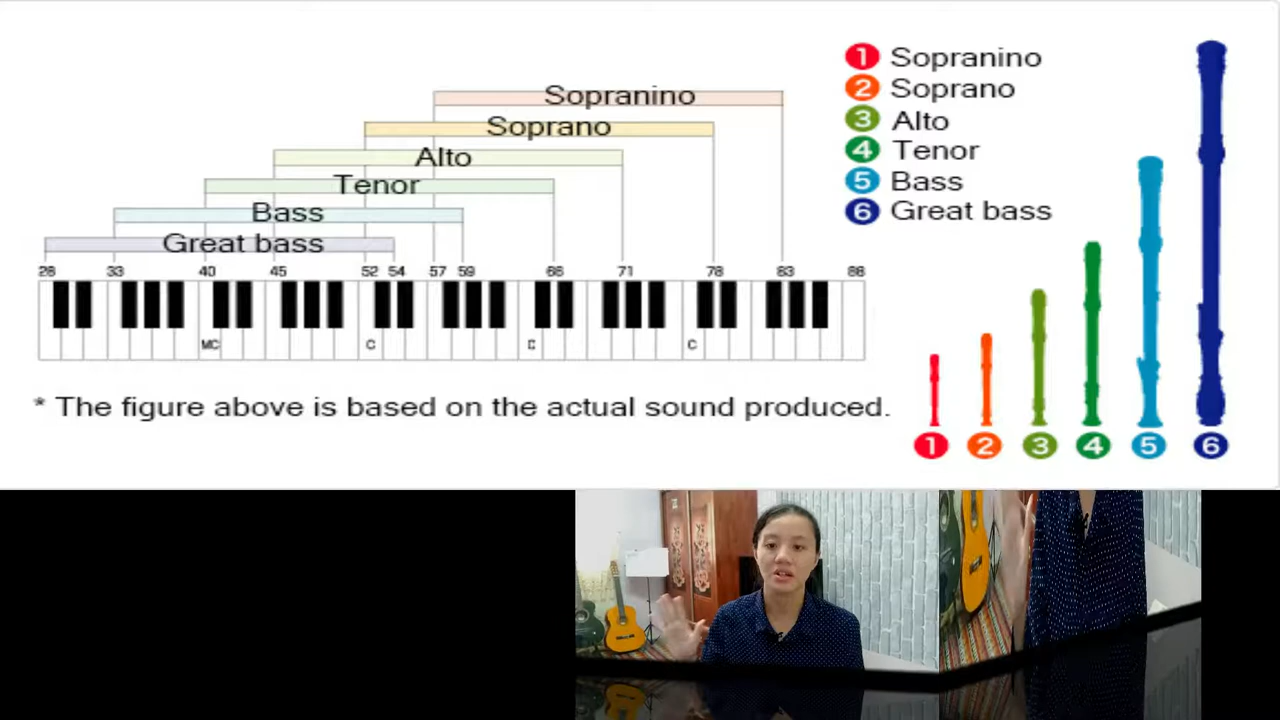 Sopranino
Soprano
Alto
Tenor
Bass
Great bass
28 33 40 45 52 54 57 59 66 71 78 83 88
MC C C C
* The figure above is based on the actual sound produced.
1 Sopranino
2 Soprano
3 Alto
4 Tenor
5 Bass
6 Great bass
1 2 3 4 5 6